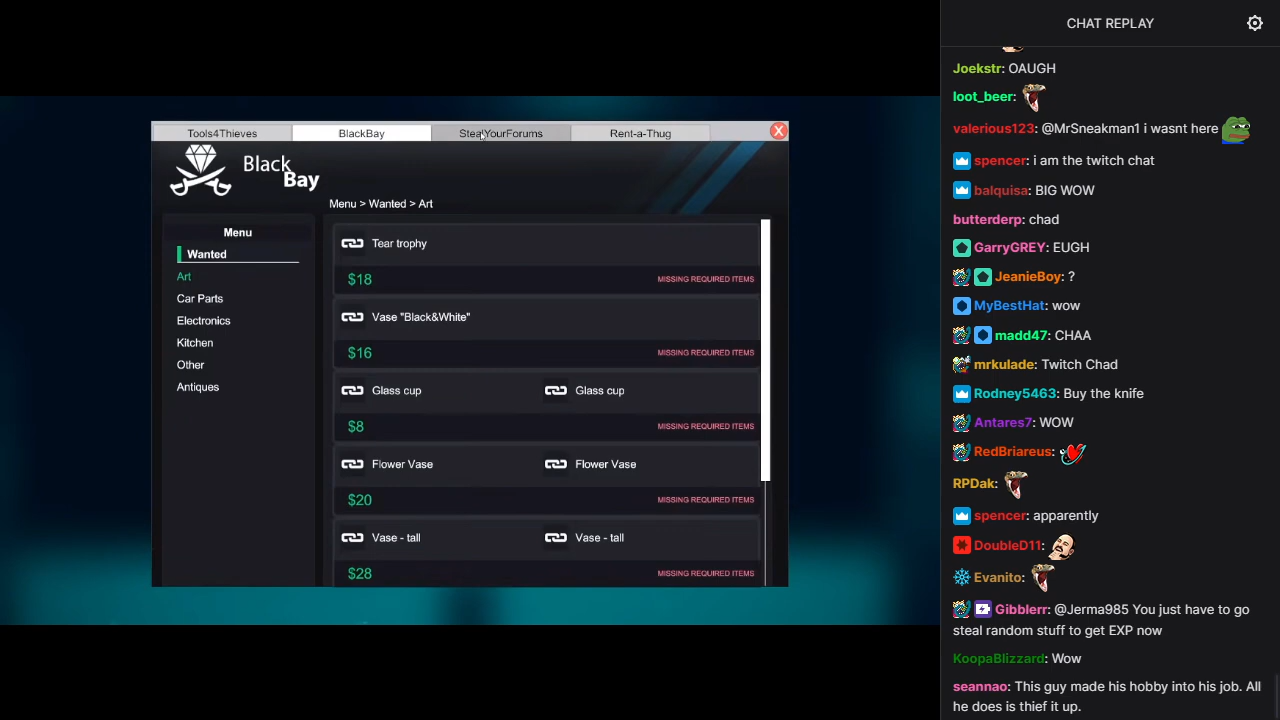 Tools4Thieves BlackBay StealYourForums Rent-a-Thug
Black
Bay
Menu > Wanted > Art
Menu
Wanted
Art
Car Parts
Electronics
Kitchen
Other
Antiques
Tear trophy
$18 MISSING REQUIRED ITEMS
Vase "Black&White"
$16 MISSING REQUIRED ITEMS
Glass cup Glass cup
$8 MISSING REQUIRED ITEMS
Flower Vase Flower Vase
$20 MISSING REQUIRED ITEMS
Vase - tall Vase - tall
$28 MISSING REQUIRED ITEMS
CHAT REPLAY
Joekstr: OAUGH
loot_beer:
valerious123: @MrSneakman1 i wasnt here
spencer: i am the twitch chat
balquisa: BIG WOW
butterderp: chad
GarryGREY: EUGH
JeanieBoy: ?
MyBestHat: wow
madd47: CHAA
mrkulade: Twitch Chad
Rodney5463: Buy the knife
Antares7: WOW
RedBriareus:
RPDak:
spencer: apparently
DoubleD11:
Evanito:
Gibblerr: @Jerma985 You just have to go
steal random stuff to get EXP now
KoopaBlizzard: Wow
seannao: This guy made his hobby into his job. All
he does is thief it up.